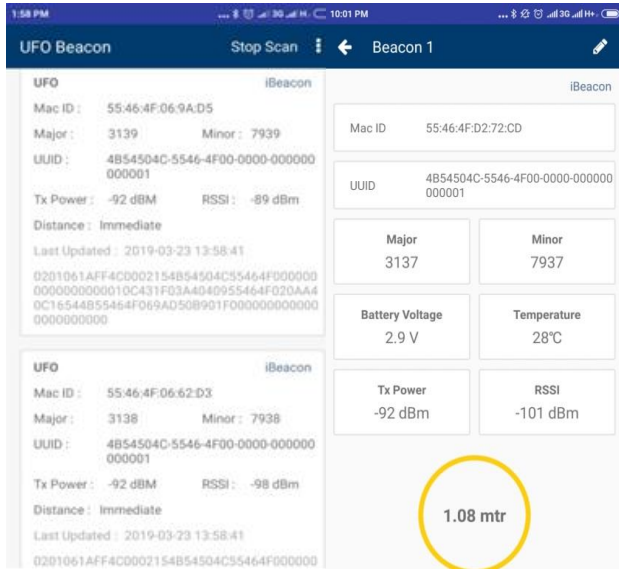 1:58 PM
... 3G H
UFO Beacon Stop Scan
UFO iBeacon
Mac ID : 55:46:4F:06:9A:D5
Major : 3139 Minor : 7939
UUID : 4B54504C-5546-4F00-0000-000000
000001
Tx Power : -92 dBM RSSI : -89 dBm
Distance : Immediate
Last Updated : 2019-03-23 13:58:41
0201061AFF4C0002154B54504C55464F000000
0000000000010C431F03A4040955464F020AA4
0C16544B55464F069AD50B901F000000000000
0000000000
UFO iBeacon
Mac ID : 55:46:4F:06:62:D3
Major : 3138 Minor : 7938
UUID : 4B54504C-5546-4F00-0000-000000
000001
Tx Power : -92 dBM RSSI : -98 dBm
Distance : Immediate
Last Updated : 2019-03-23 13:58:41
0201061AFF4C0002154B54504C55464F000000
10:01 PM
... 3G H+
Beacon 1
iBeacon
Mac ID 55:46:4F:D2:72:CD
UUID 4B54504C-5546-4F00-0000-000000
000001
Major Minor
3137 7937
Battery Voltage Temperature
2.9 V 28℃
Tx Power RSSI
-92 dBm -101 dBm
1.08 mtr